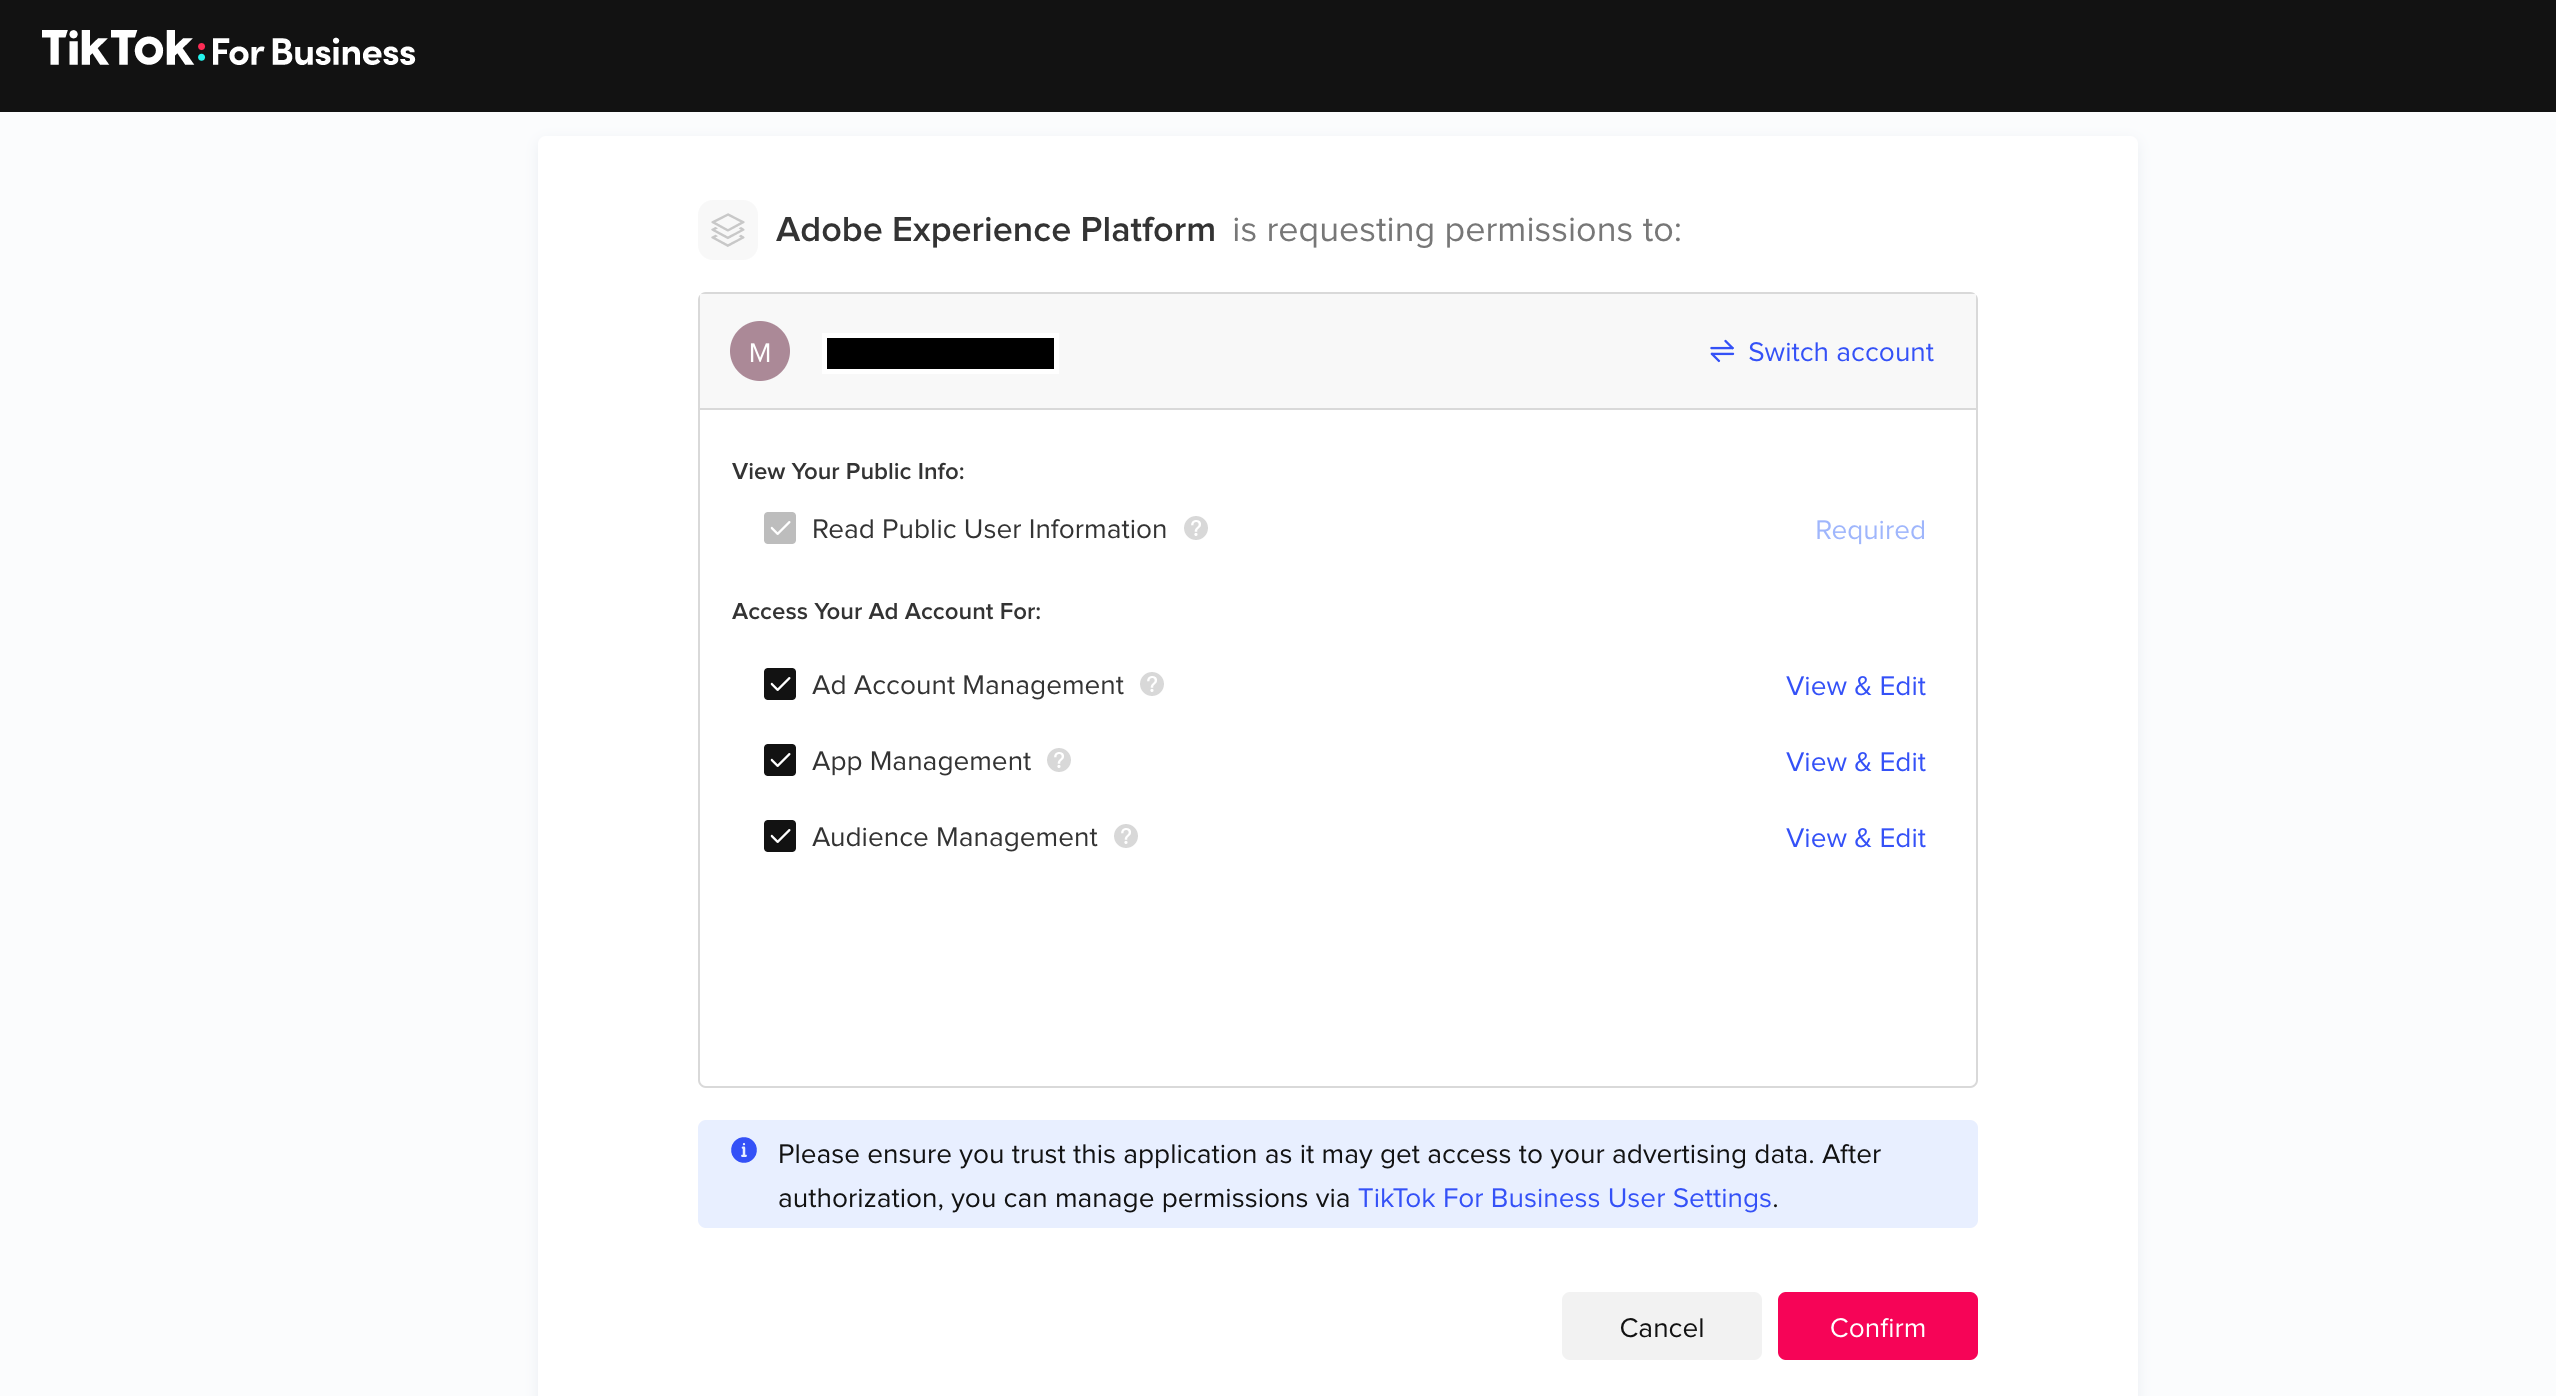 TikTok: For Business
Adobe Experience Platform is requesting permissions to:
M
Switch account
View Your Public Info:
Read Public User Information ? Required
Access Your Ad Account For:
Ad Account Management ? View & Edit
App Management ? View & Edit
Audience Management ? View & Edit
i Please ensure you trust this application as it may get access to your advertising data. After
authorization, you can manage permissions via TikTok For Business User Settings.
Cancel Confirm